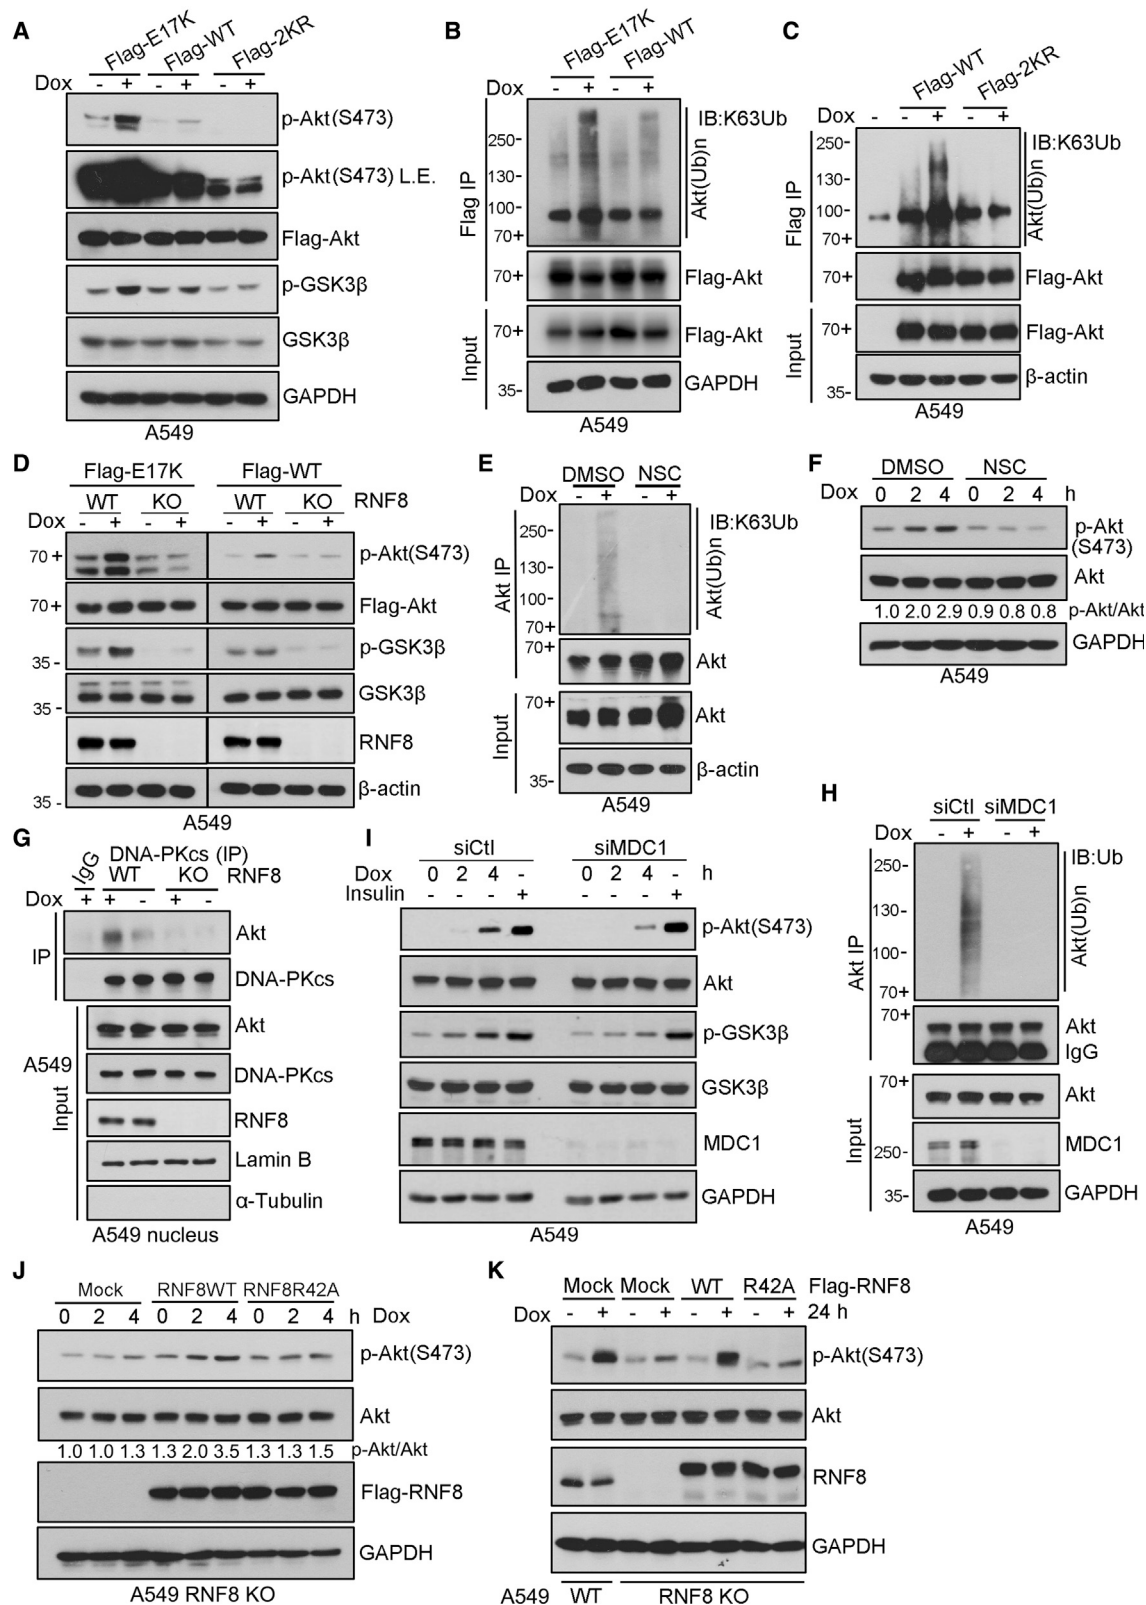 A
Flag-E17K Flag-WT Flag-2KR
Dox - + - + - +
p-Akt(S473)
p-Akt(S473) L.E.
Flag-Akt
p-GSK3β
GSK3β
GAPDH
A549
B
Flag-E17K Flag-WT
Dox - + - +
IB:K63Ub
250-
130-
100-
70+
Flag IP
Akt(Ub)n
70+ Flag-Akt
Input
70+ Flag-Akt
35- GAPDH
A549
C
Flag-WT Flag-2KR
Dox - - + - +
IB:K63Ub
250-
130-
100-
70+
Flag IP
Akt(Ub)n
70+ Flag-Akt
Input
70+ Flag-Akt
35- β-actin
A549
D
Flag-E17K Flag-WT
WT KO WT KO RNF8
Dox - + - + - + - +
70+ p-Akt(S473)
70+ Flag-Akt
35- p-GSK3β
35- GSK3β
RNF8
35- β-actin
A549
E
DMSO NSC
Dox - + - +
IB:K63Ub
250-
130-
100-
70+
Akt IP
Akt(Ub)n
70+ Akt
Input
70+ Akt
35- β-actin
A549
F
DMSO NSC
Dox 0 2 4 0 2 4 h
p-Akt
(S473)
Akt
1.0 2.0 2.9 0.9 0.8 0.8 p-Akt/Akt
GAPDH
A549
G
IgG DNA-PKcs (IP)
WT KO RNF8
Dox + + - + -
IP
Akt
DNA-PKcs
A549
Input
Akt
DNA-PKcs
RNF8
Lamin B
α-Tubulin
A549 nucleus
I
siCtl siMDC1
Dox 0 2 4 - 0 2 4 - h
Insulin - - - + - - - +
p-Akt(S473)
Akt
p-GSK3β
GSK3β
MDC1
GAPDH
A549
H
siCtl siMDC1
Dox - + - +
IB:Ub
250-
130-
100-
70+
Akt IP
Akt(Ub)n
70+ Akt
IgG
Input
70+ Akt
250- MDC1
35- GAPDH
A549
J
Mock RNF8WT RNF8R42A
0 2 4 0 2 4 0 2 4 h Dox
p-Akt(S473)
Akt
1.0 1.0 1.3 1.3 2.0 3.5 1.3 1.3 1.5 p-Akt/Akt
Flag-RNF8
GAPDH
A549 RNF8 KO
K
Mock Mock WT R42A Flag-RNF8
Dox - + - + - + - + 24 h
p-Akt(S473)
Akt
RNF8
GAPDH
A549 WT RNF8 KO